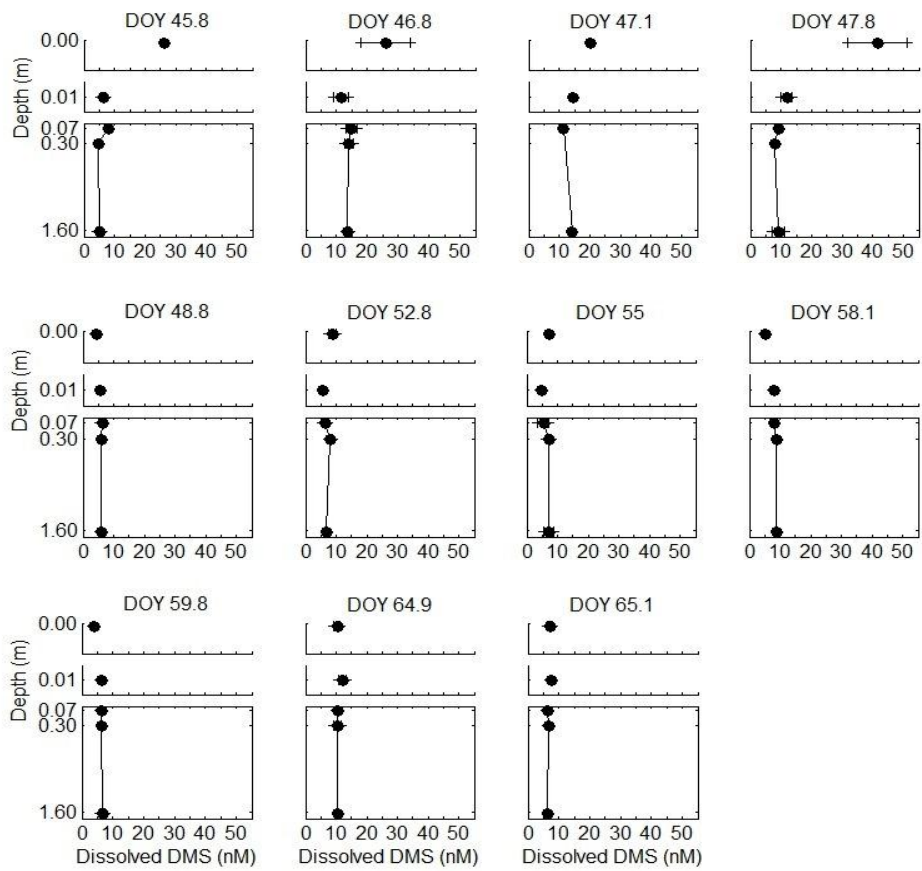 DOY 45.8 DOY 46.8 DOY 47.1 DOY 47.8
0.00
0.01
0.07
0.30
1.60
Depth (m)
0 10 20 30 40 50 0 10 20 30 40 50 0 10 20 30 40 50 0 10 20 30 40 50
DOY 48.8 DOY 52.8 DOY 55 DOY 58.1
0.00
0.01
0.07
0.30
1.60
Depth (m)
0 10 20 30 40 50 0 10 20 30 40 50 0 10 20 30 40 50 0 10 20 30 40 50
DOY 59.8 DOY 64.9 DOY 65.1
0.00
0.01
0.07
0.30
1.60
Depth (m)
0 10 20 30 40 50 0 10 20 30 40 50 0 10 20 30 40 50
Dissolved DMS (nM) Dissolved DMS (nM) Dissolved DMS (nM)